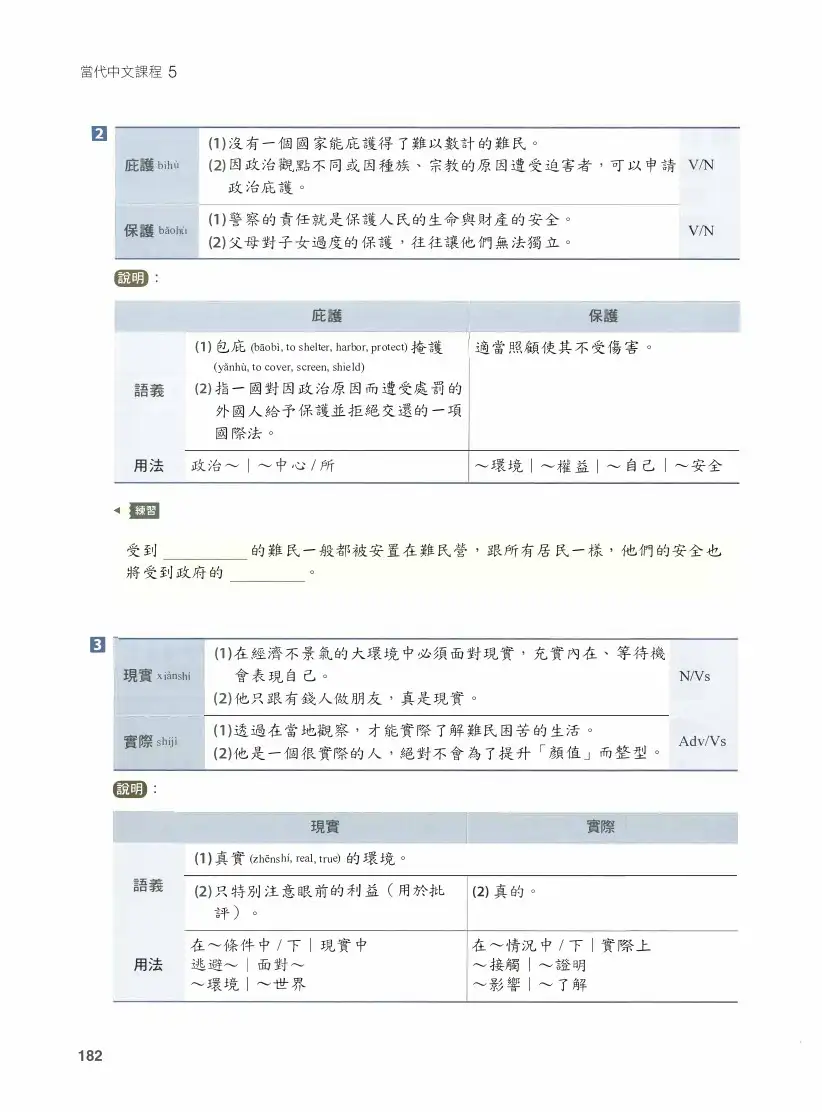 當代中文課程 5
2
庇護 bìhù
(1)沒有一個國家能庇護得了難以數計的難民。
(2)因政治觀點不同或因種族、宗教的原因遭受迫害者，可以申請
政治庇護。
V/N
保護 bǎohù
(1)警察的責任就是保護人民的生命與財產的安全。
(2)父母對子女過度的保護，往往讓他們無法獨立。
V/N
說明：
庇護
保護
語義
(1)包庇 (bāobì, to shelter, harbor, protect) 掩護
(yǎnhù, to cover, screen, shield)
(2)指一國對因政治原因而遭受處罰的
外國人給予保護並拒絕交還的一項
國際法。
適當照顧使其不受傷害。
用法
政治～｜～中心/所
～環境｜～權益｜～自己｜～安全
練習
受到 __________ 的難民一般都被安置在難民營，跟所有居民一樣，他們的安全也
將受到政府的 _________。
3
現實 xiànshí
(1)在經濟不景氣的大環境中必須面對現實，充實內在、等待機
會表現自己。
(2)他只跟有錢人做朋友，真是現實。
N/Vs
實際 shíjì
(1)透過在當地觀察，才能實際了解難民困苦的生活。
(2)他是一個很實際的人，絕對不會為了提升「顏值」而整型。
Adv/Vs
說明：
現實
實際
語義
(1)真實 (zhēnshí, real, true) 的環境。
(2)只特別注意眼前的利益（用於批
評）。
(2) 真的。
用法
在～條件中/下｜現實中
逃避～｜面對～
～環境｜～世界
在～情況中/下｜實際上
～接觸｜～證明
～影響｜～了解
182